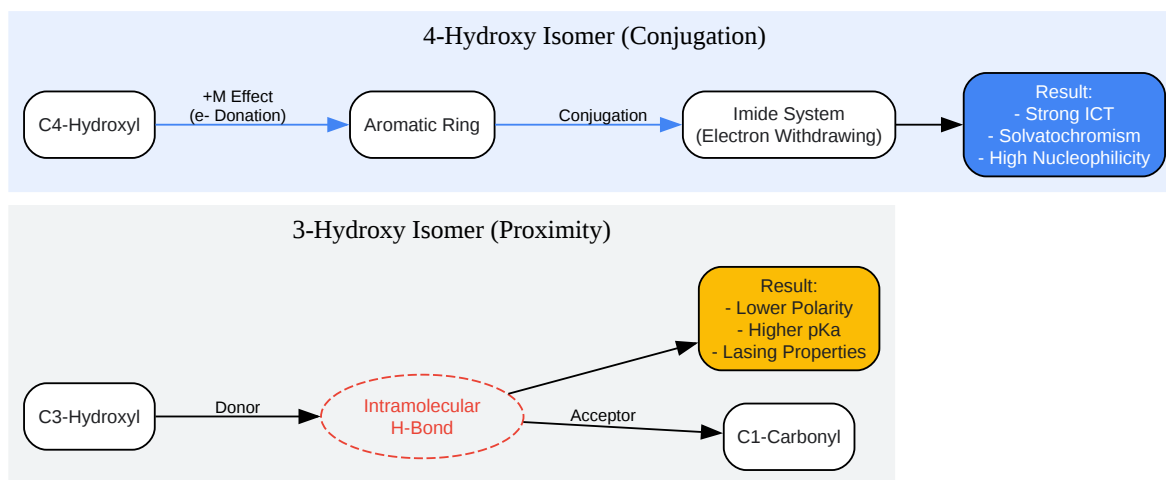 4-Hydroxy Isomer (Conjugation)
C4-Hydroxyl
+M Effect
(e- Donation)
Aromatic Ring
Conjugation
Imide System
(Electron Withdrawing)
Result:
- Strong ICT
- Solvatochromism
- High Nucleophilicity
3-Hydroxy Isomer (Proximity)
Result:
- Lower Polarity
- Higher pKa
- Lasing Properties
C3-Hydroxyl
Donor
Intramolecular
H-Bond
Acceptor
C1-Carbonyl